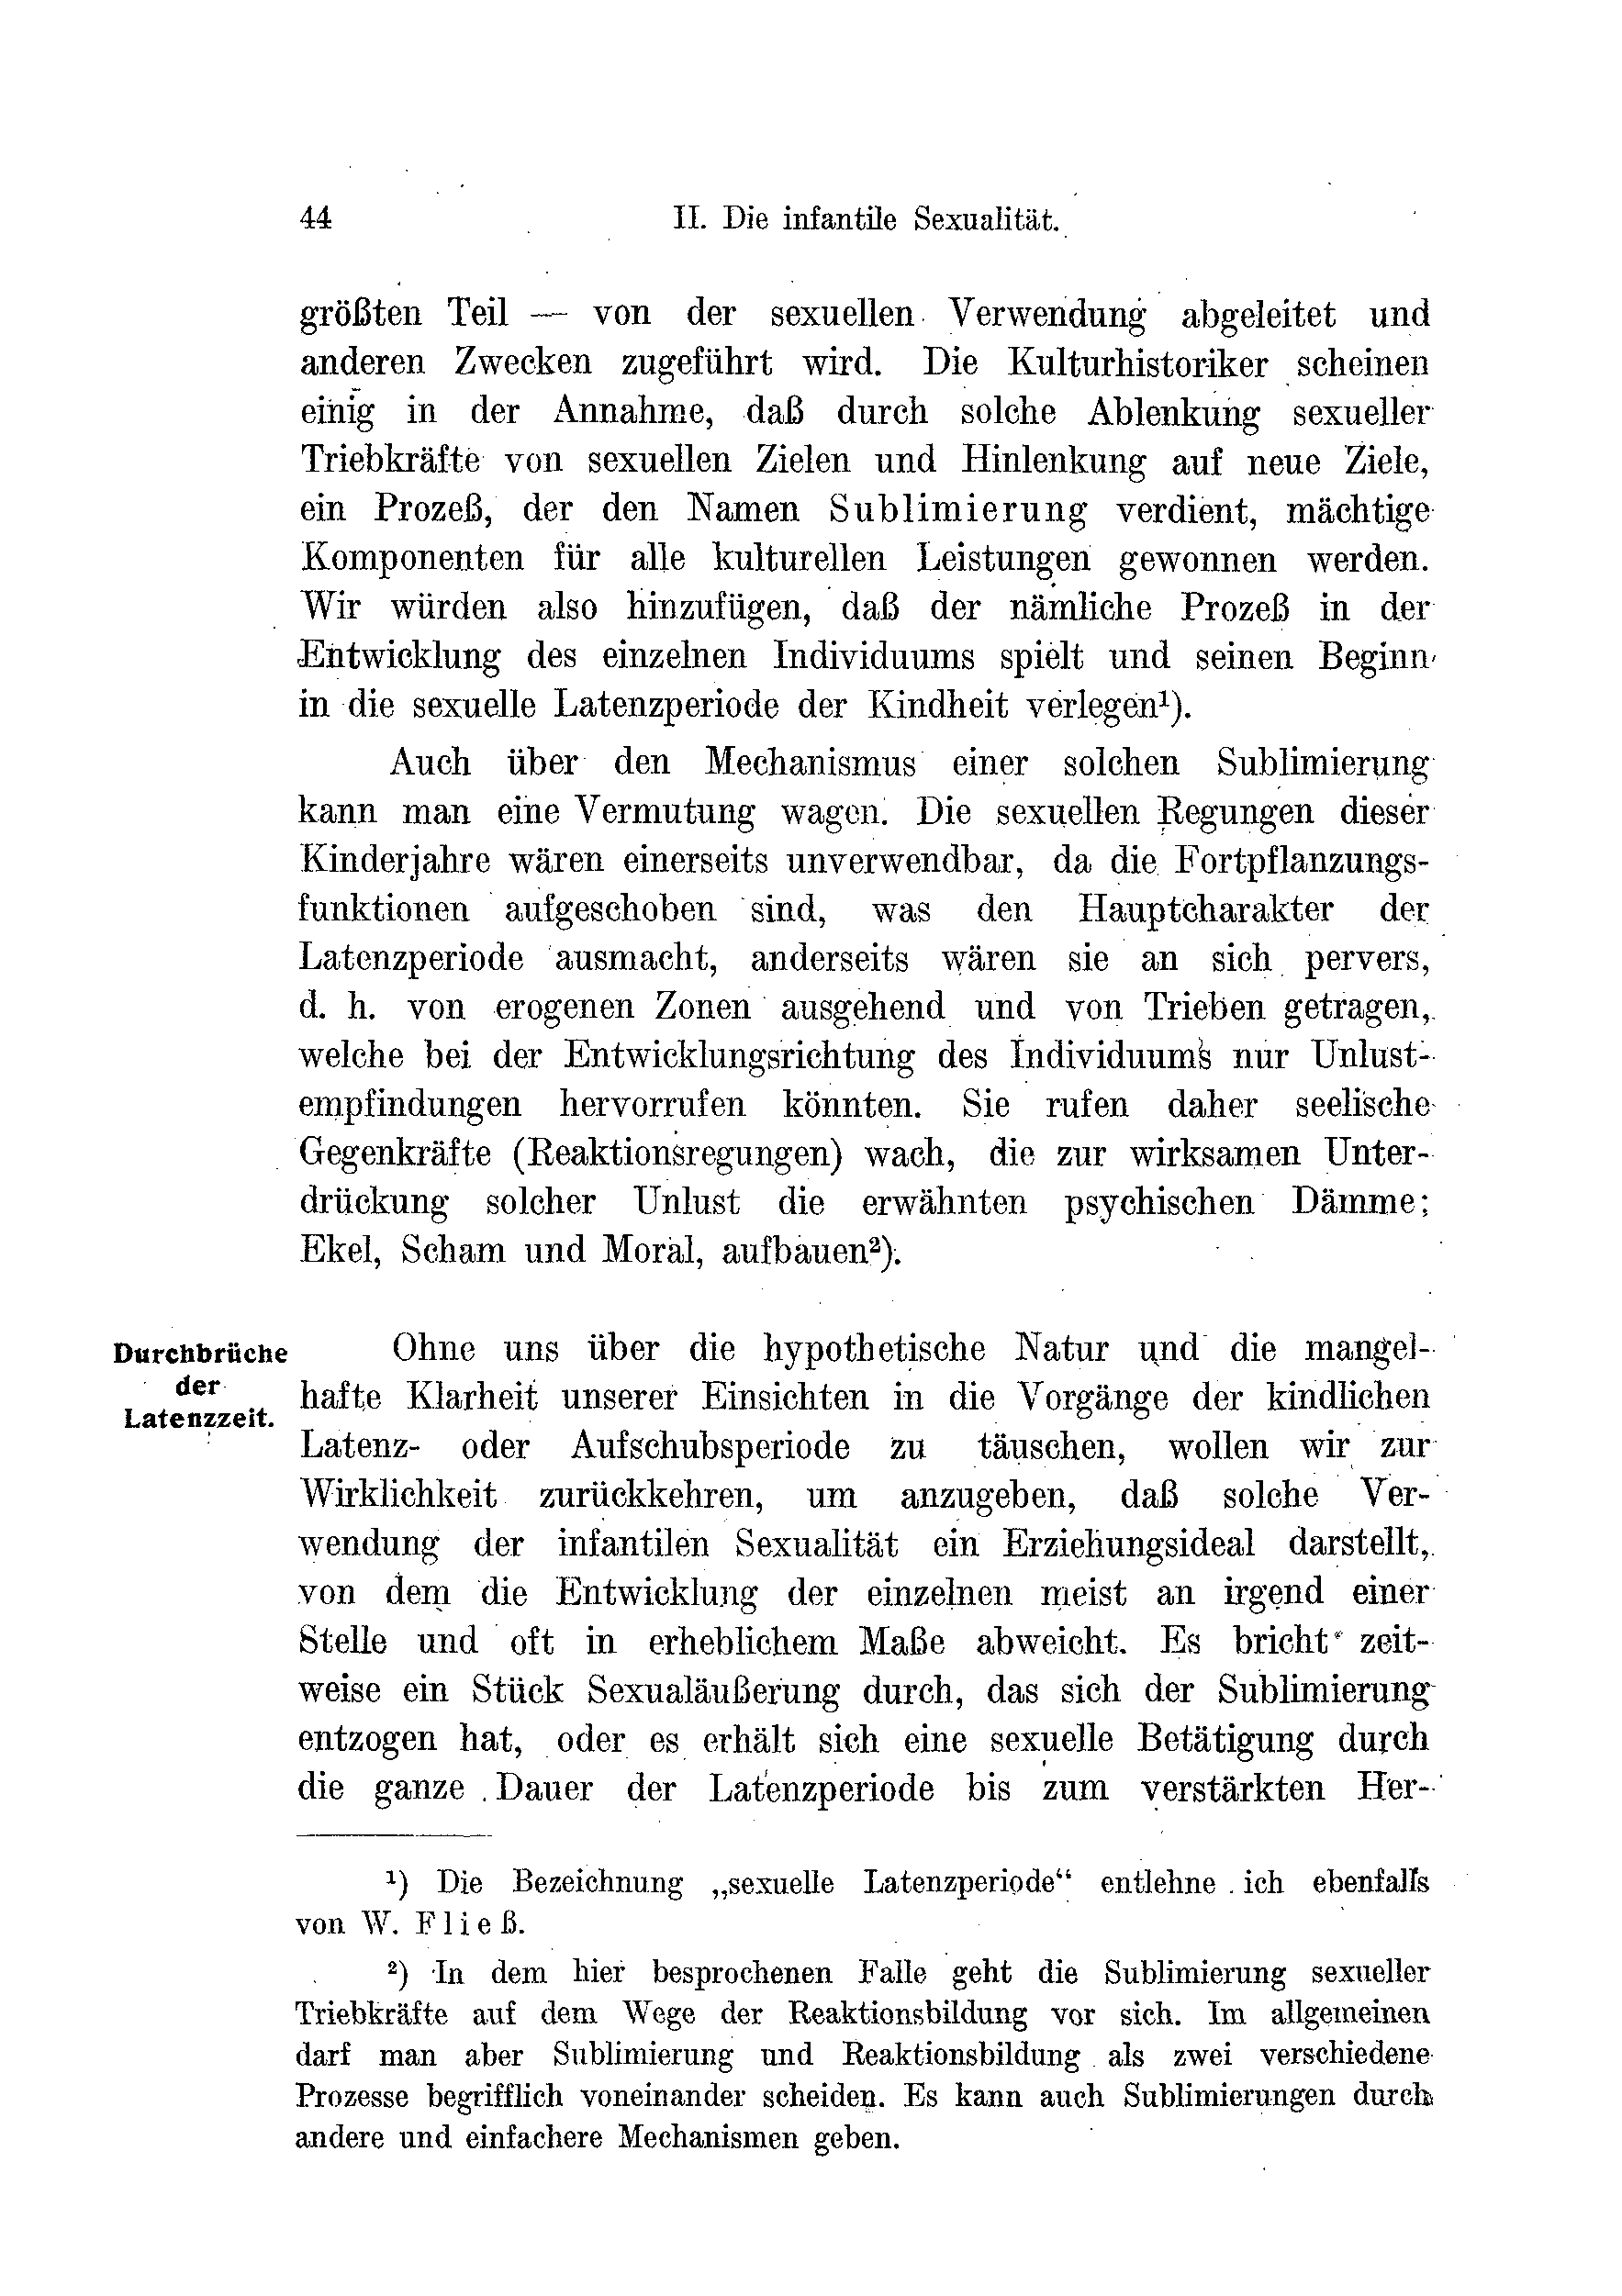 44 II. Die infantile Sexualität.
größten Teil — von der sexuellen Verwendung abgeleitet und
anderen Zwecken zugeführt wird. Die Kulturhistoriker scheinen
einig in der Annahme, daß durch solche Ablenkung sexueller
Triebkräfte von sexuellen Zielen und Hinlenkung auf neue Ziele,
ein Prozeß, der den Namen Sublimierung verdient, mächtige
Komponenten für alle kulturellen Leistungen gewonnen werden.
Wir würden also hinzufügen, daß der nämliche Prozeß in der
Entwicklung des einzelnen Individuums spielt und seinen Beginn
in die sexuelle Latenzperiode der Kindheit verlegen¹).
Auch über den Mechanismus einer solchen Sublimierung
kann man eine Vermutung wagen. Die sexuellen Regungen dieser
Kinderjahre wären einerseits unverwendbar, da die Fortpflanzungs-
funktionen aufgeschoben sind, was den Hauptcharakter der
Latenzperiode ausmacht, anderseits wären sie an sich pervers,
d. h. von erogenen Zonen ausgehend und von Trieben getragen,
welche bei der Entwicklungsrichtung des Individuums nur Unlust-
empfindungen hervorrufen könnten. Sie rufen daher seelische
Gegenkräfte (Reaktionsregungen) wach, die zur wirksamen Unter-
drückung solcher Unlust die erwähnten psychischen Dämme;
Ekel, Scham und Moral, aufbauen²).
Durchbrüche
der
Latenzzeit.
Ohne uns über die hypothetische Natur und die mangel-
hafte Klarheit unserer Einsichten in die Vorgänge der kindlichen
Latenz- oder Aufschubsperiode zu täuschen, wollen wir zur
Wirklichkeit zurückkehren, um anzugeben, daß solche Ver-
wendung der infantilen Sexualität ein Erziehungsideal darstellt,
von dem die Entwicklung der einzelnen meist an irgend einer
Stelle und oft in erheblichem Maße abweicht. Es bricht zeit-
weise ein Stück Sexualäußerung durch, das sich der Sublimierung
entzogen hat, oder es erhält sich eine sexuelle Betätigung durch
die ganze Dauer der Latenzperiode bis zum verstärkten Her-
¹) Die Bezeichnung „sexuelle Latenzperiode“ entlehne ich ebenfalls
von W. Fließ.
²) In dem hier besprochenen Falle geht die Sublimierung sexueller
Triebkräfte auf dem Wege der Reaktionsbildung vor sich. Im allgemeinen
darf man aber Sublimierung und Reaktionsbildung als zwei verschiedene
Prozesse begrifflich voneinander scheiden. Es kann auch Sublimierungen durch
andere und einfachere Mechanismen geben.